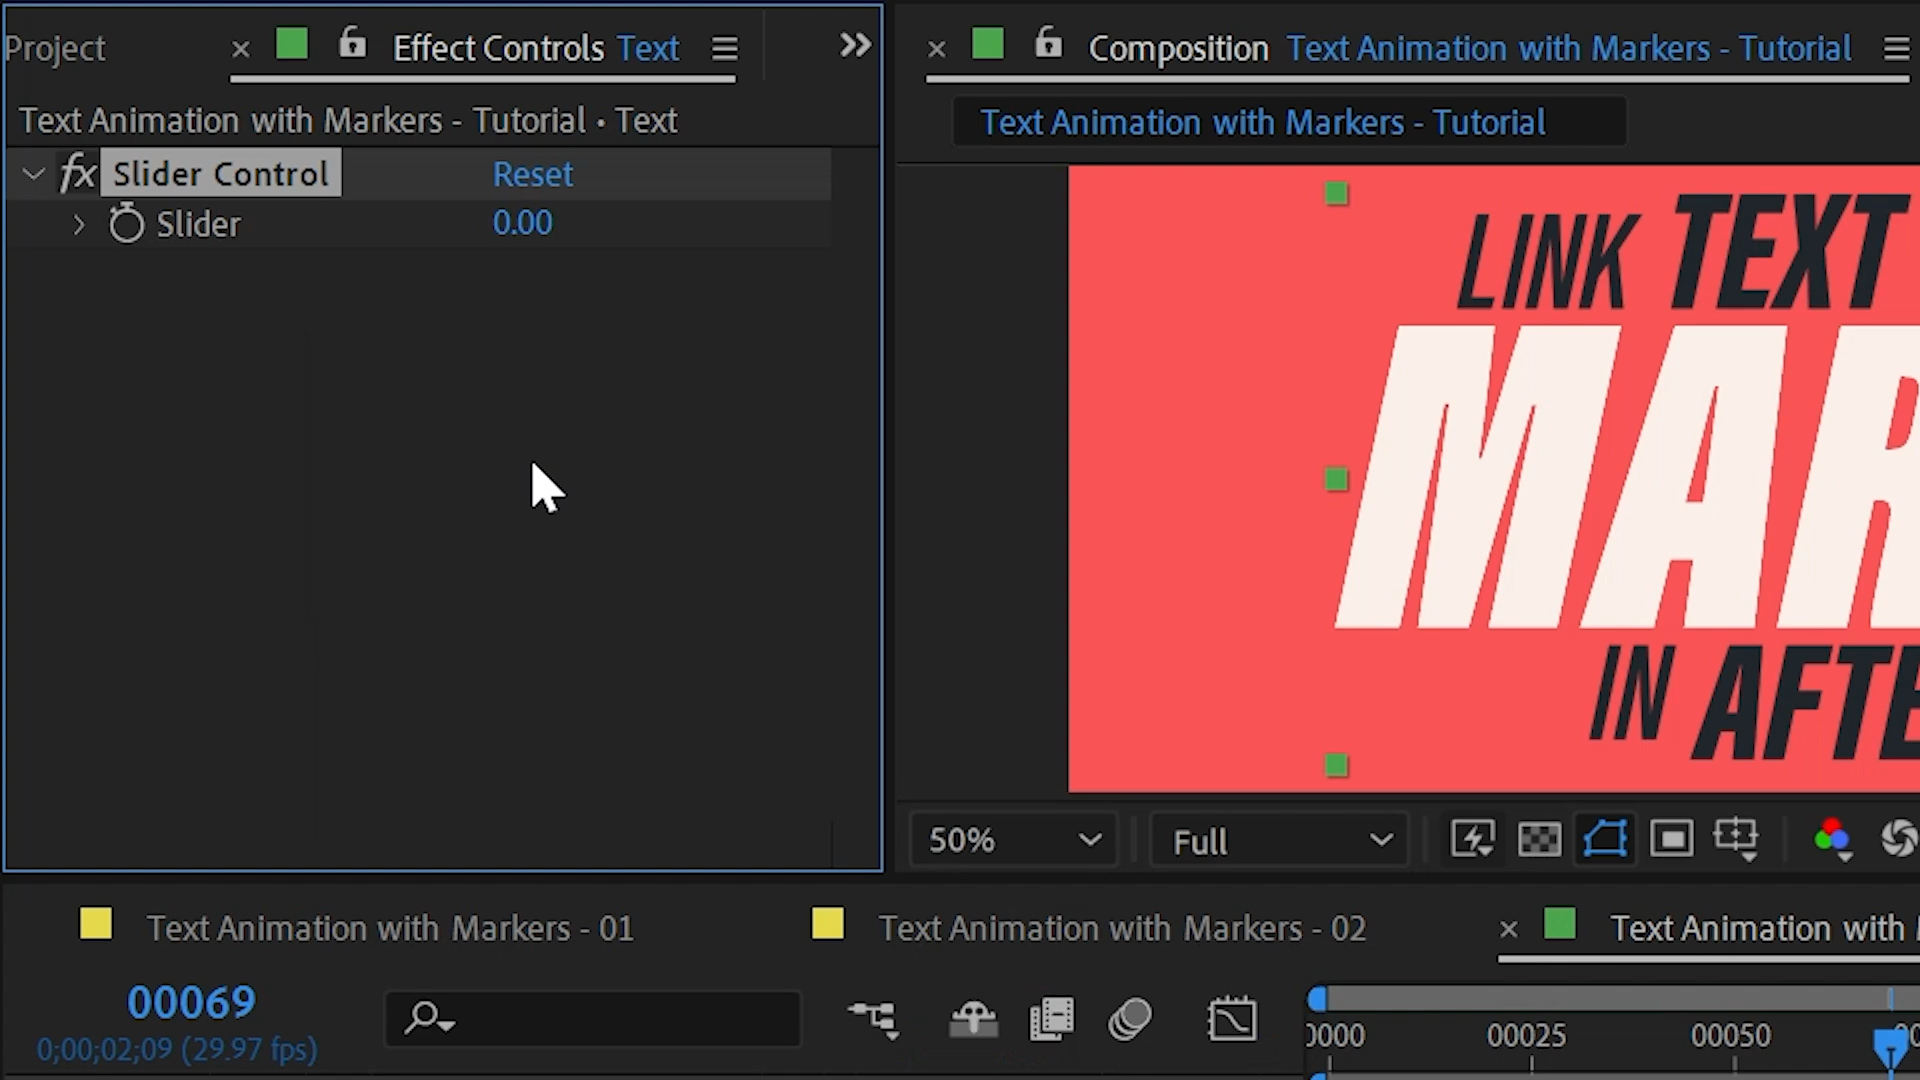 Project
Effect Controls Text
Composition Text Animation with Markers - Tutorial
Text Animation with Markers - Tutorial • Text
Text Animation with Markers - Tutorial
fx Slider Control Reset
Slider 0.00
LINK TEXT
MAR
IN AFTE
50% Full
Text Animation with Markers - 01
Text Animation with Markers - 02
Text Animation with
00069
0;00;02;09 (29.97 fps)
0000 00025 00050